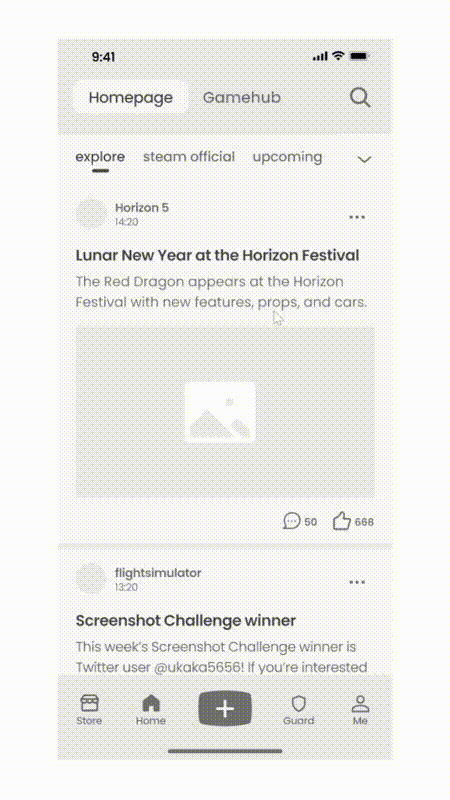 9:41
Homepage Gamehub
explore steam official upcoming
Horizon 5
14:20
Lunar New Year at the Horizon Festival
The Red Dragon appears at the Horizon
Festival with new features, props, and cars.
50 668
flightsimulator
13:20
Screenshot Challenge winner
This week's Screenshot Challenge winner is
Twitter user @ukaka5656! If you're interested
Store Home Guard Me